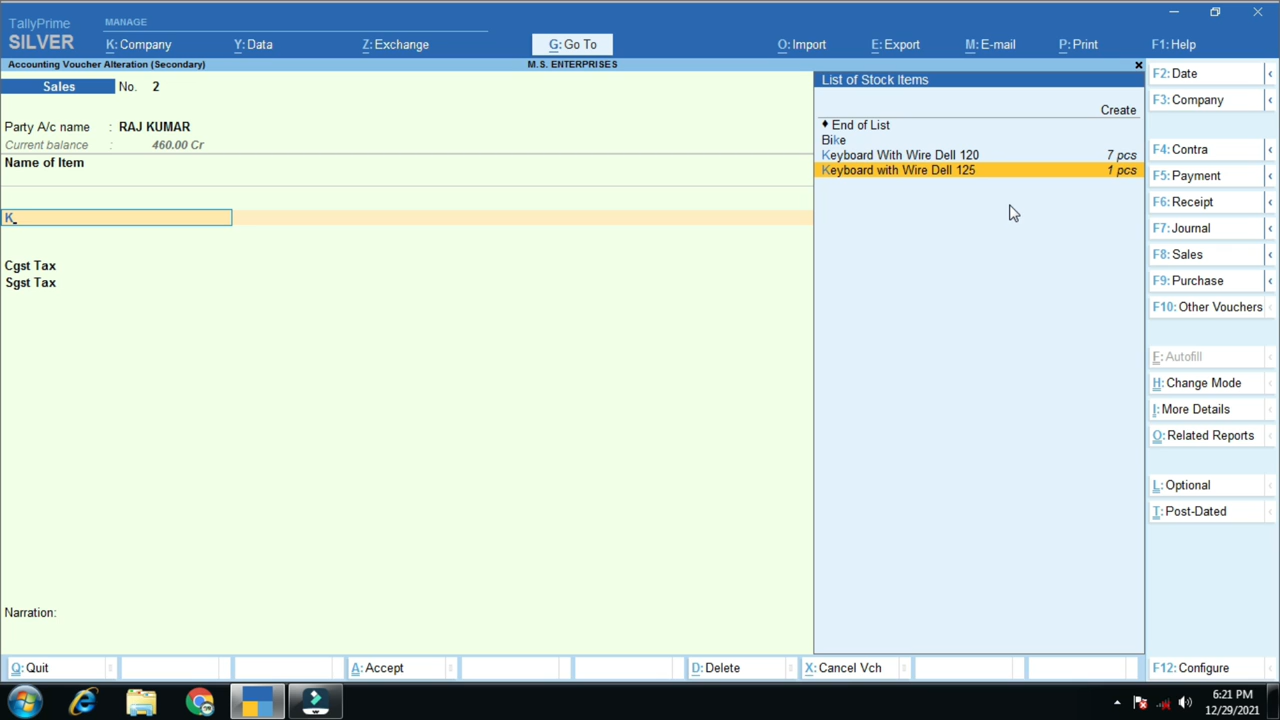 TallyPrime
SILVER
MANAGE
K: Company
Y: Data
Z: Exchange
G: Go To
O: Import
E: Export
M: E-mail
P: Print
F1: Help
Accounting Voucher Alteration (Secondary)
M.S. ENTERPRISES
Sales No. 2
Party A/c name : RAJ KUMAR
Current balance : 460.00 Cr
Name of Item
K
Cgst Tax
Sgst Tax
Narration:
List of Stock Items
Create
End of List
Bike
Keyboard With Wire Dell 120 7 pcs
Keyboard with Wire Dell 125 1 pcs
F2: Date
F3: Company
F4: Contra
F5: Payment
F6: Receipt
F7: Journal
F8: Sales
F9: Purchase
F10: Other Vouchers
F: Autofill
H: Change Mode
I: More Details
O: Related Reports
L: Optional
T: Post-Dated
Q: Quit
A: Accept
D: Delete
X: Cancel Vch
F12: Configure
6:21 PM
12/29/2021